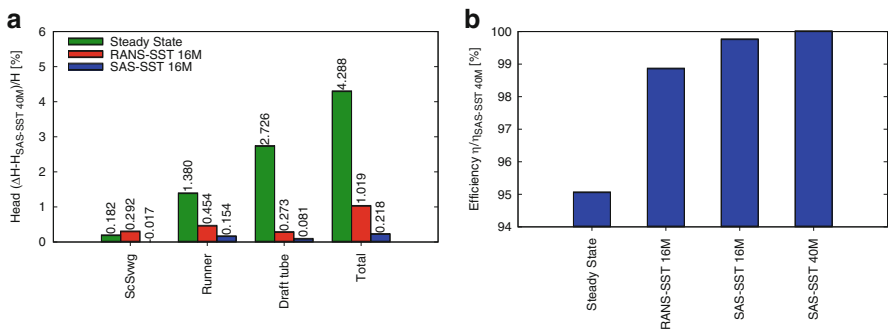 a
Head (ΔH-H_SAS-SST 40M)/H [%]
6
5
4
3
2
1
0
Steady State
RANS-SST 16M
SAS-SST 16M
0.182
0.292
0.017
1.380
0.454
0.154
2.726
0.273
0.081
4.288
1.019
0.218
ScSvwg
Runner
Draft tube
Total
b
Efficiency η/η_SAS-SST 40M [%]
100
99
98
97
96
95
94
Steady State
RANS-SST 16M
SAS-SST 16M
SAS-SST 40M